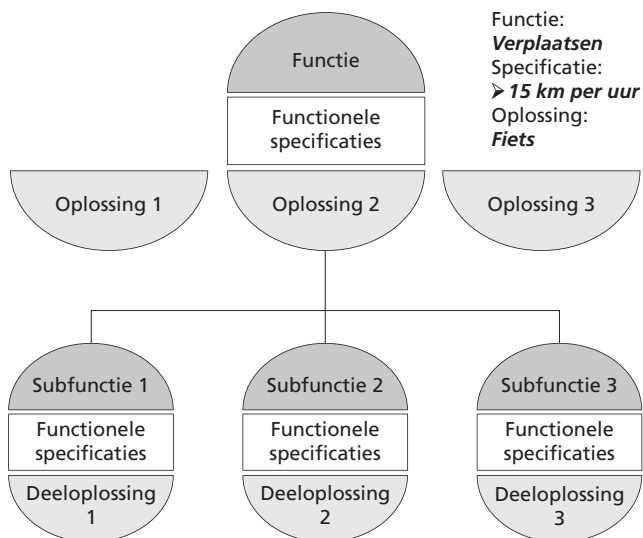 Functie:
Verplaatsen
Specificatie:
➢ 15 km per uur
Oplossing:
Fiets
Functie
Functionele
specificaties
Oplossing 1
Oplossing 2
Oplossing 3
Subfunctie 1
Subfunctie 2
Subfunctie 3
Functionele
specificaties
Functionele
specificaties
Functionele
specificaties
Deeloplossing
1
Deeloplossing
2
Deeloplossing
3